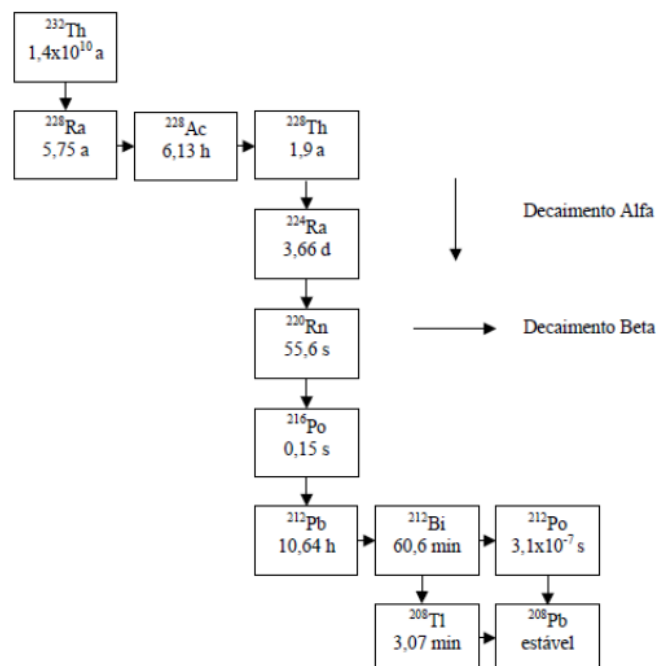 ²³²Th
1,4x10¹⁰ a
²²⁸Ra
5,75 a
²²⁸Ac
6,13 h
²²⁸Th
1,9 a
Decaimento Alfa
²²⁴Ra
3,66 d
²²⁰Rn
55,6 s
Decaimento Beta
²¹⁶Po
0,15 s
²¹²Pb
10,64 h
²¹²Bi
60,6 min
²¹²Po
3,1x10⁻⁷ s
²⁰⁸Tl
3,07 min
²⁰⁸Pb
estável